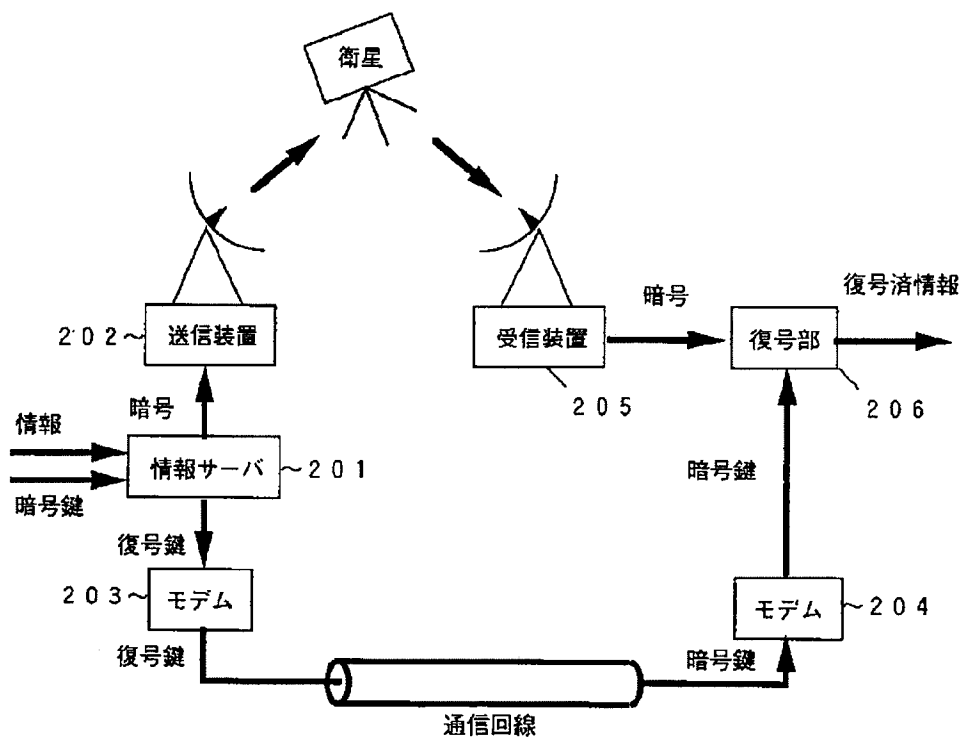 衛星
202
送信装置
受信装置
205
暗号
復号部
206
復号済情報
暗号
情報
暗号鍵
情報サーバ
201
復号鍵
203
モデム
復号鍵
通信回線
暗号鍵
モデム
204
暗号鍵